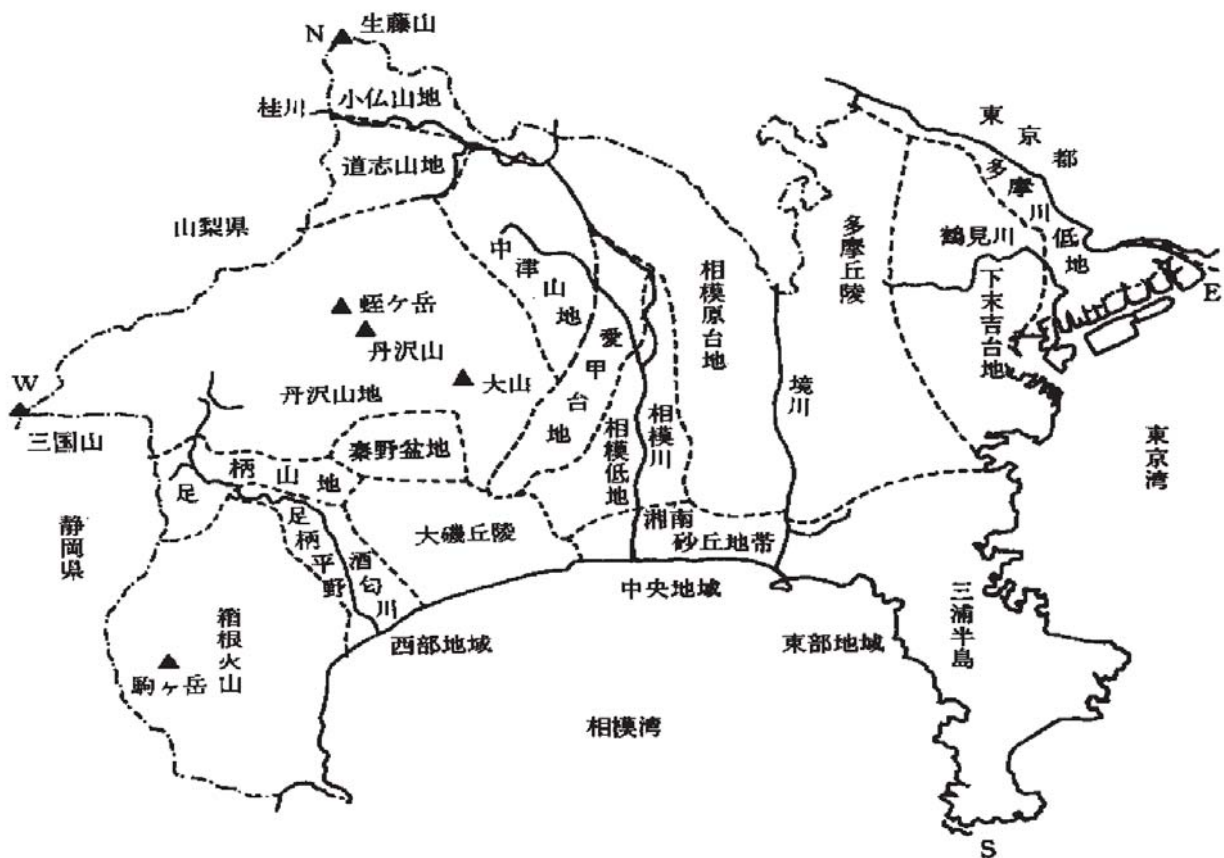 N
生藤山
桂川
小仏山地
道志山地
山梨県
東京都
多摩川低地
鶴見川
下末吉台地
E
多摩丘陵
相模原台地
中津山地
愛甲台地
蛭ケ岳
丹沢山
大山
丹沢山地
W
三国山
秦野盆地
足柄山地
足柄平野
酒匂川
大磯丘陵
相模低地
相模川
境川
湘南
砂丘地帯
東京湾
静岡県
箱根火山
駒ヶ岳
西部地域
中央地域
東部地域
三浦半島
相模湾
S